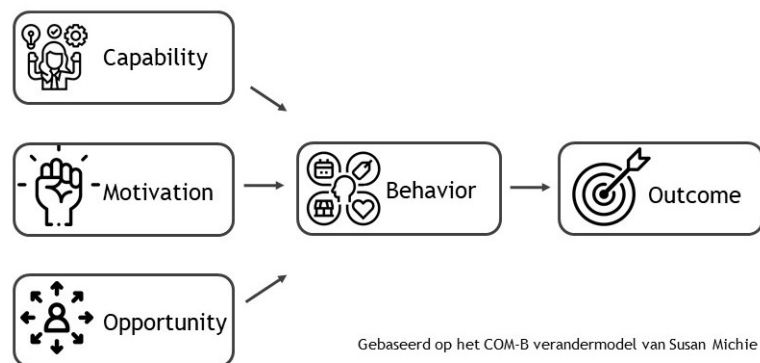 Capability
Motivation
Behavior
Outcome
Opportunity
Gebaseerd op het COM-B verandermodel van Susan Michie